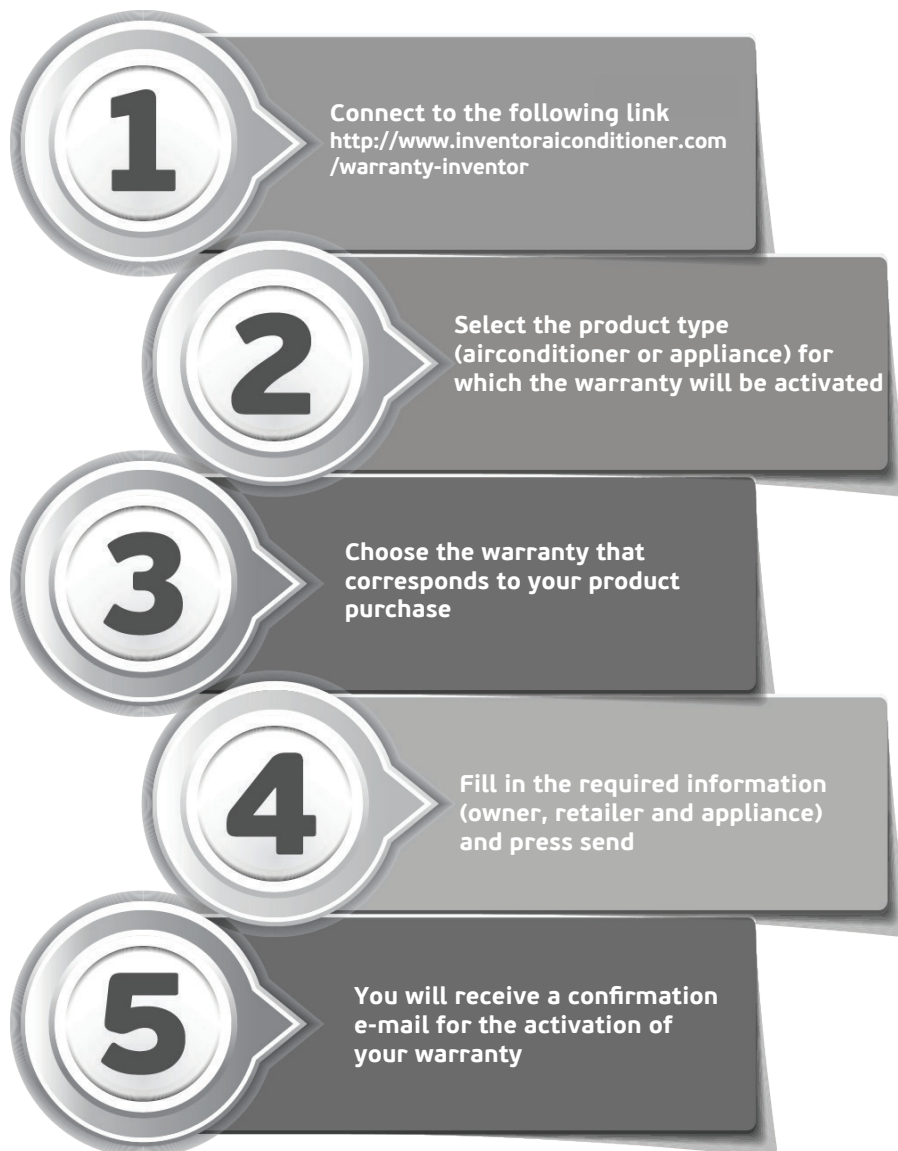 1
Connect to the following link
http://www.inventoraiconditioner.com
/warranty-inventor
2
Select the product type
(airconditioner or appliance) for
which the warranty will be activated
3
Choose the warranty that
corresponds to your product
purchase
4
Fill in the required information
(owner, retailer and appliance)
and press send
5
You will receive a confirmation
e-mail for the activation of
your warranty